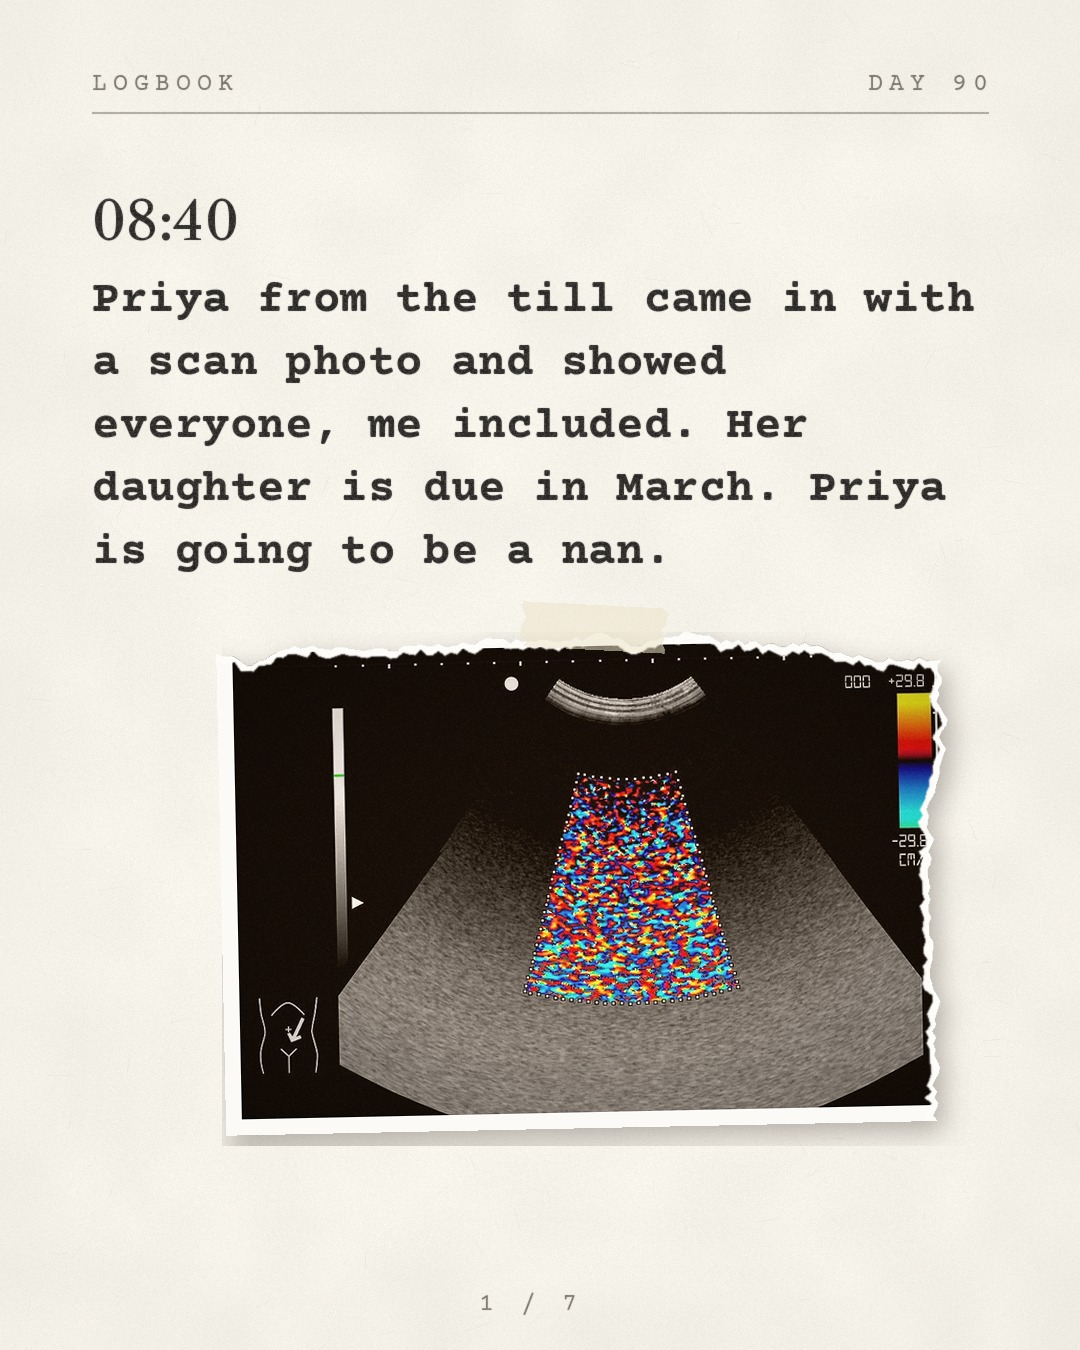 LOGBOOK DAY 90
08:40
Priya from the till came in with
a scan photo and showed
everyone, me included. Her
daughter is due in March. Priya
is going to be a nan.
000 +29.8
-29.8
1 / 7